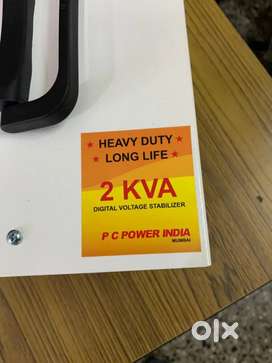 HEAVY DUTY
LONG LIFE
2 KVA
DIGITAL VOLTAGE STABILIZER
P C POWER INDIA
MUMBAI
olx